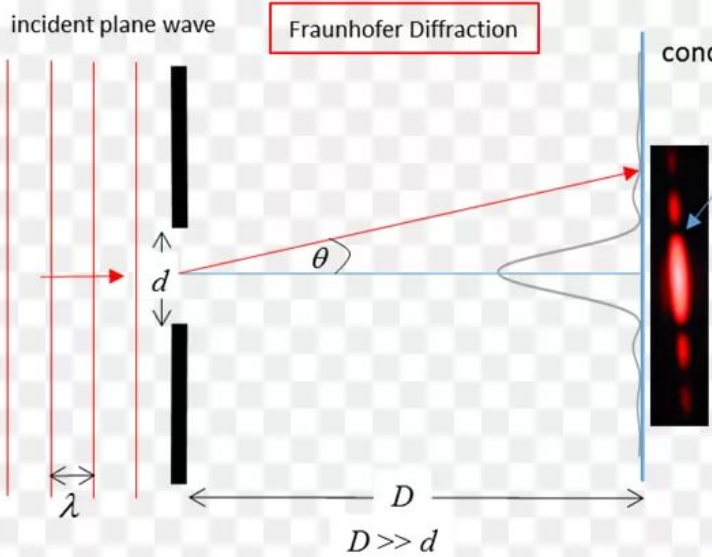 incident plane wave
Fraunhofer Diffraction
θ
d
λ
D
D >> d